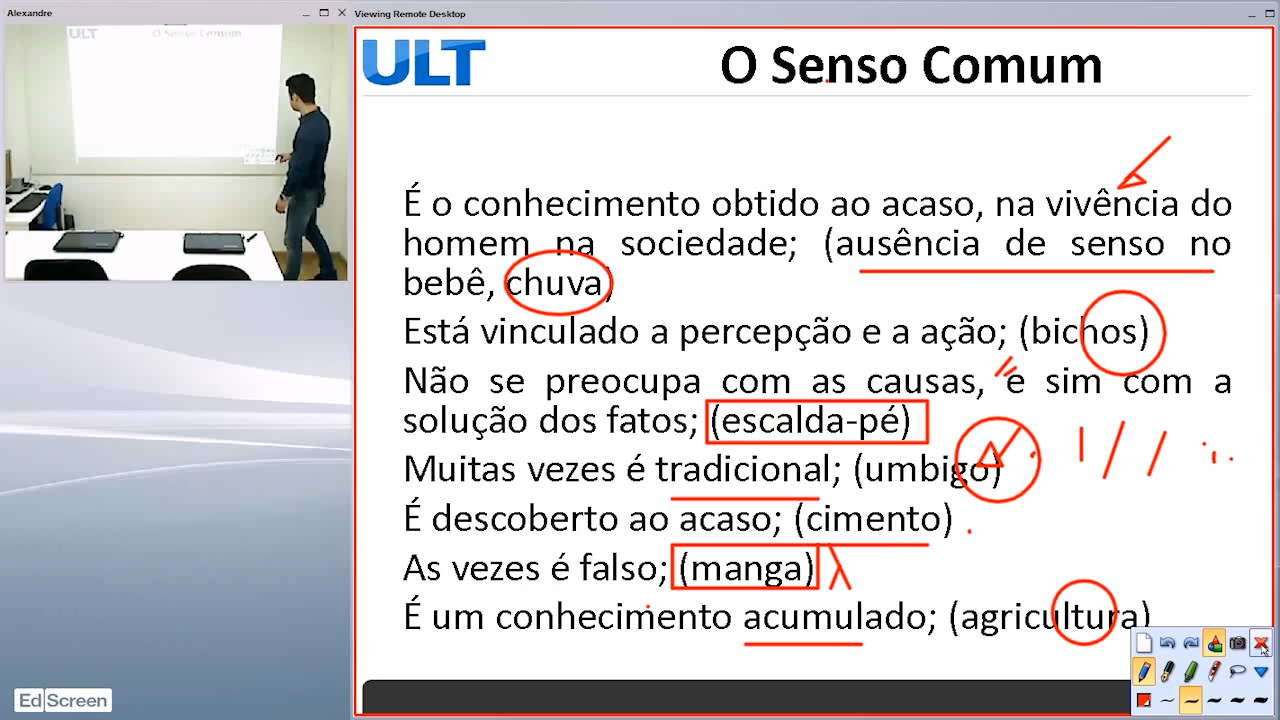 Alexandre
Viewing Remote Desktop
ULT O Senso Comum
ULT
O Senso Comum
É o conhecimento obtido ao acaso, na vivência do
homem na sociedade; (ausência de senso no
bebê, chuva)
Está vinculado a percepção e a ação; (bichos)
Não se preocupa com as causas, e sim com a
solução dos fatos; (escalda-pé)
Muitas vezes é tradicional; (umbigo)
É descoberto ao acaso; (cimento)
As vezes é falso; (manga)
É um conhecimento acumulado; (agricultura)
EdScreen